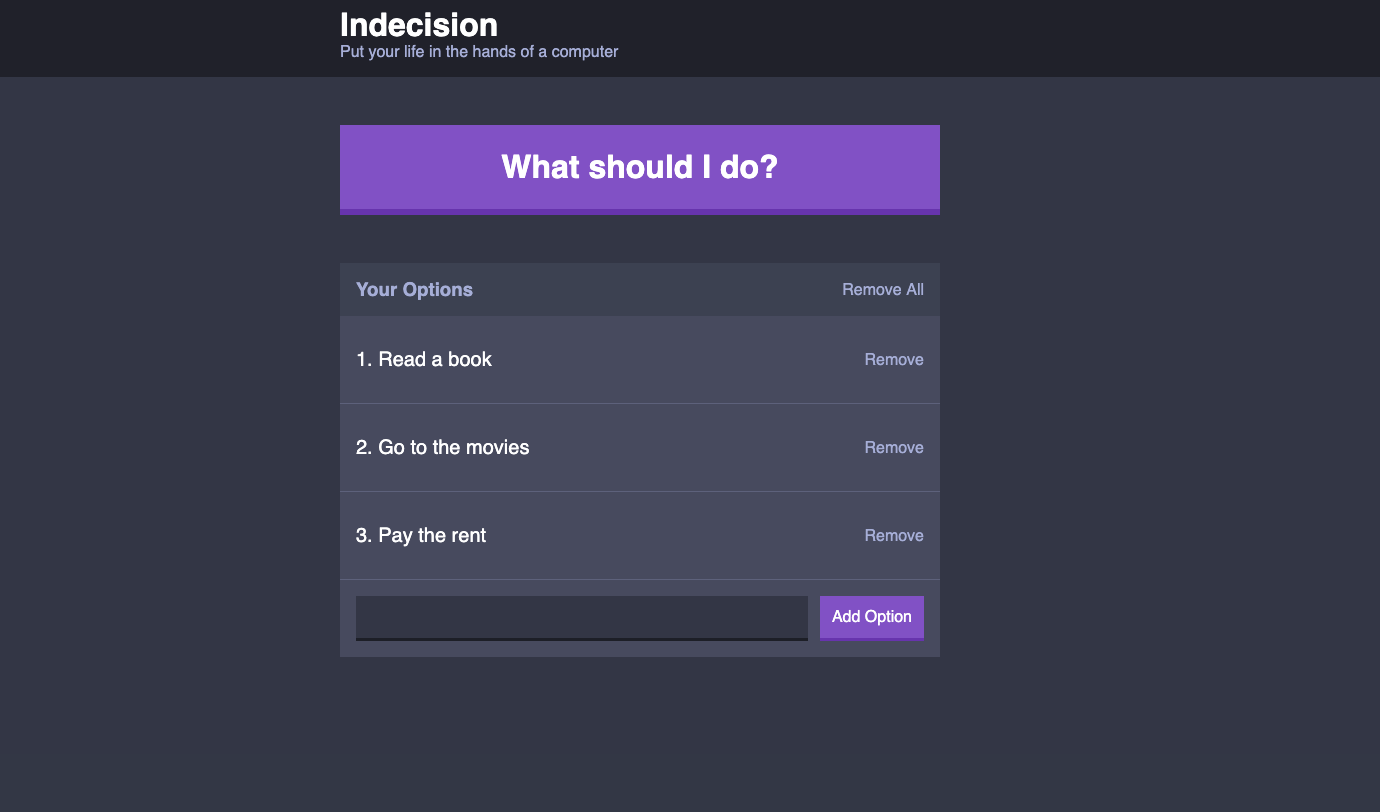 Indecision
Put your life in the hands of a computer
What should I do?
Your Options
Remove All
1. Read a book
Remove
2. Go to the movies
Remove
3. Pay the rent
Remove
Add Option